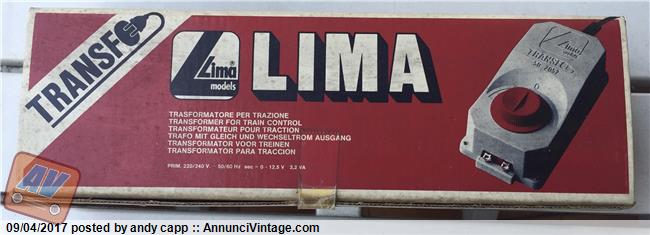 TRANSFO
Lima
models
LIMA
TRASFORMATORE PER TRAZIONE
TRANSFORMER FOR TRAIN CONTROL
TRANSFORMATEUR POUR TRACTION
TRAFO MIT GLEICH UND WECHSELTROM AUSGANG
TRANSFORMATOR VOOR TREINEN
TRANSFORMATOR PARA TRACCION
PRIM. 220/240 V. - 50/60 Hz sec = 0 - 12,5 V 3,2 VA
Lima
TRANSFO
0
AV
09/04/2017 posted by andy capp :: AnnunciVintage.com